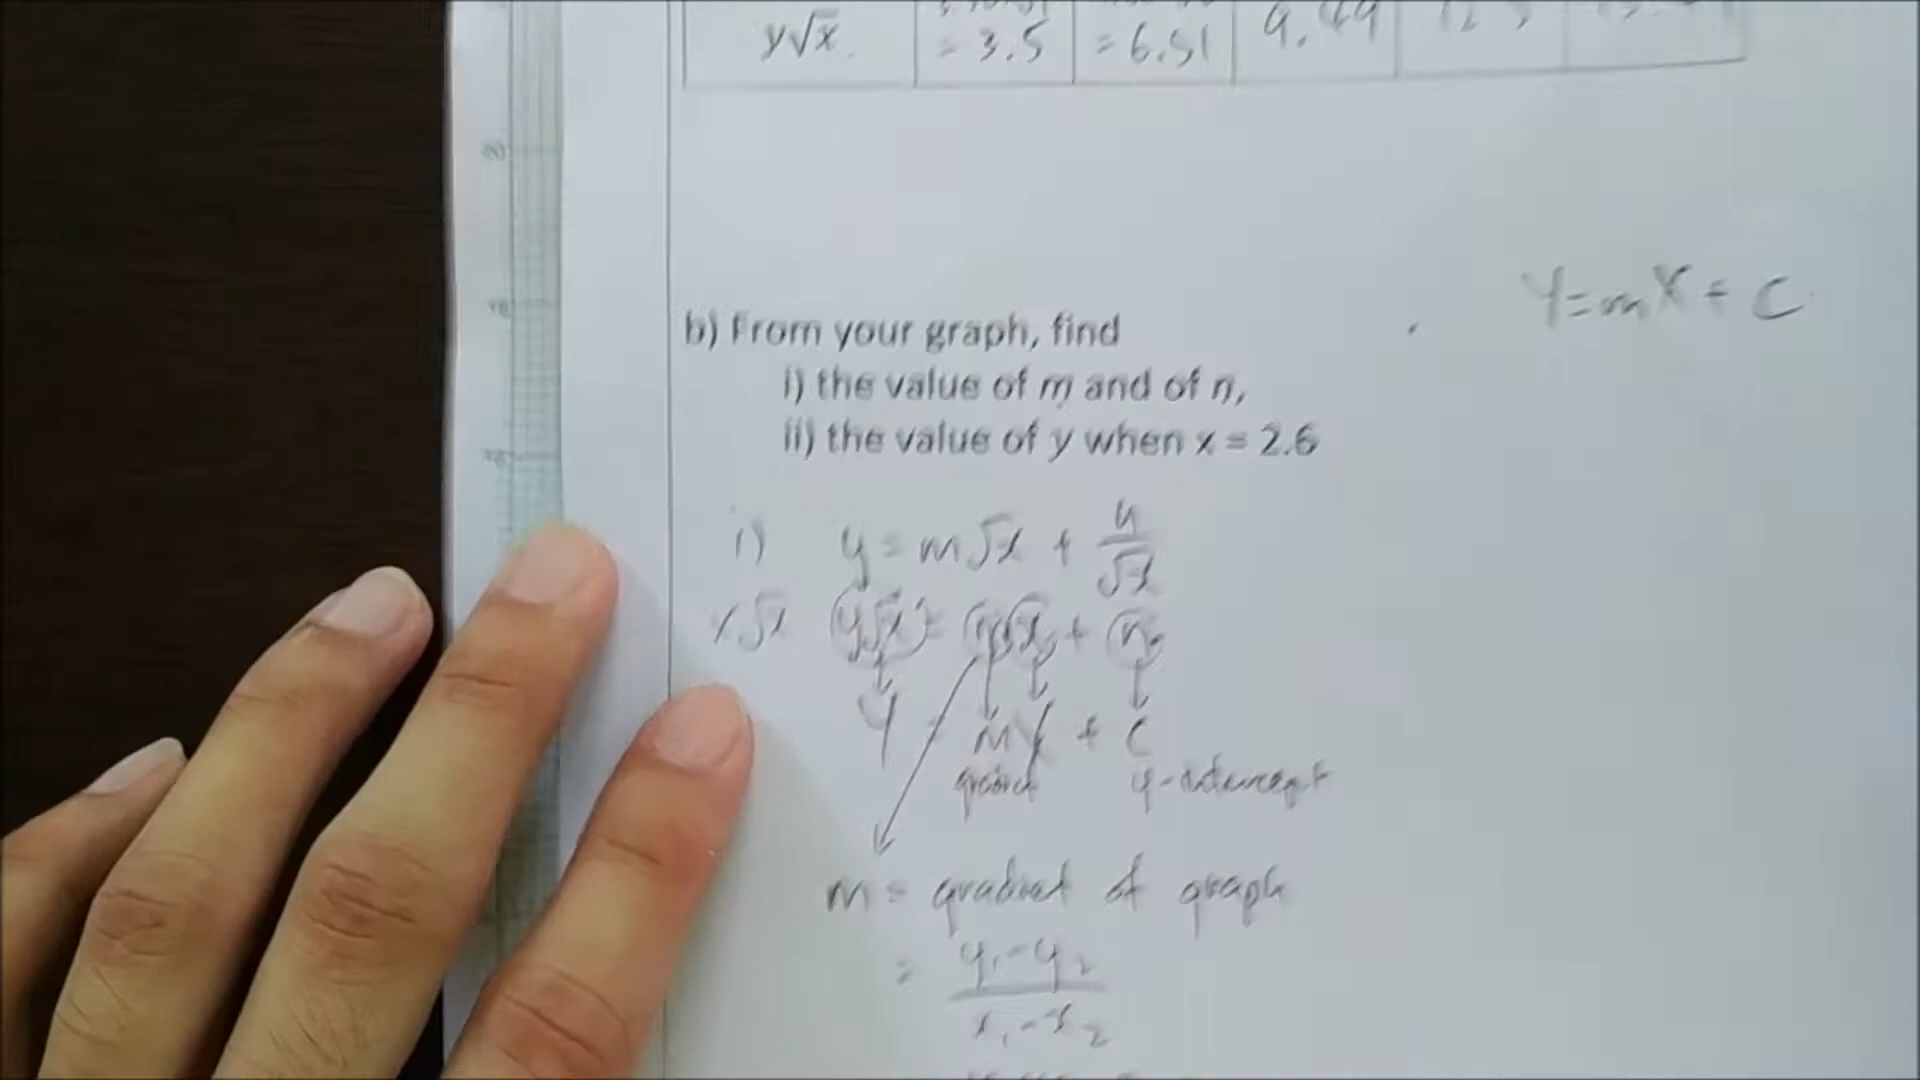 y√x. = 3.5 = 6.51 9.49
Y = mX + C
b) From your graph, find
i) the value of m and of n,
ii) the value of y when x = 2.6
i) y = m√x + n/√x
×√x y√x = mx + n
Y = mX + C
gradient y-intercept
m = gradient of graph
= y₁-y₂
x₁-x₂